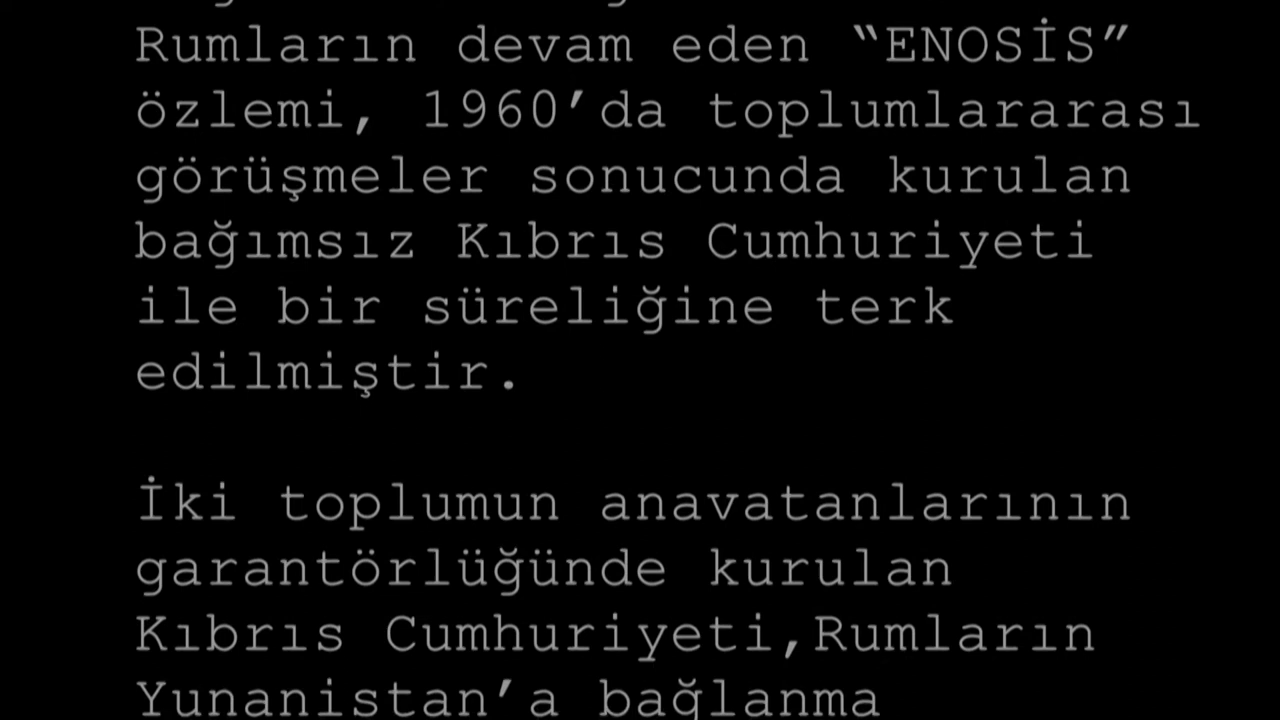 Rumların devam eden “ENOSİS”
özlemi, 1960’da toplumlararası
görüşmeler sonucunda kurulan
bağımsız Kıbrıs Cumhuriyeti
ile bir süreliğine terk
edilmiştir.
İki toplumun anavatanlarının
garantörlüğünde kurulan
Kıbrıs Cumhuriyeti,Rumların
Yunanistan’a bağlanma